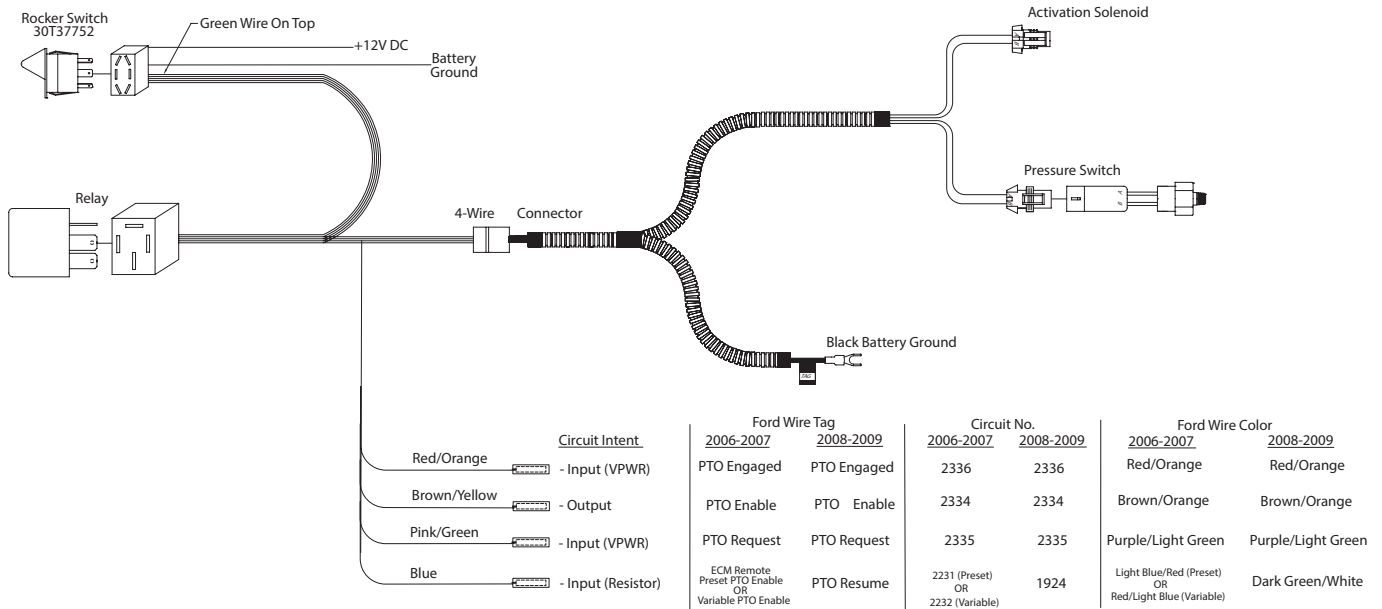 Rocker Switch
30T37752
Green Wire On Top
+12V DC
Battery
Ground
Activation Solenoid
Relay
4-Wire Connector
Pressure Switch
Black Battery Ground
TAG
Ford Wire Tag Circuit No. Ford Wire Color
Circuit Intent 2006-2007 2008-2009 2006-2007 2008-2009 2006-2007 2008-2009
Red/Orange - Input (VPWR) PTO Engaged PTO Engaged 2336 2336 Red/Orange Red/Orange
Brown/Yellow - Output PTO Enable PTO Enable 2334 2334 Brown/Orange Brown/Orange
Pink/Green - Input (VPWR) PTO Request PTO Request 2335 2335 Purple/Light Green Purple/Light Green
Blue - Input (Resistor)
ECM Remote
Preset PTO Enable
OR
Variable PTO Enable
PTO Resume
2231 (Preset)
OR
2232 (Variable)
1924
Light Blue/Red (Preset)
OR
Red/Light Blue (Variable)
Dark Green/White